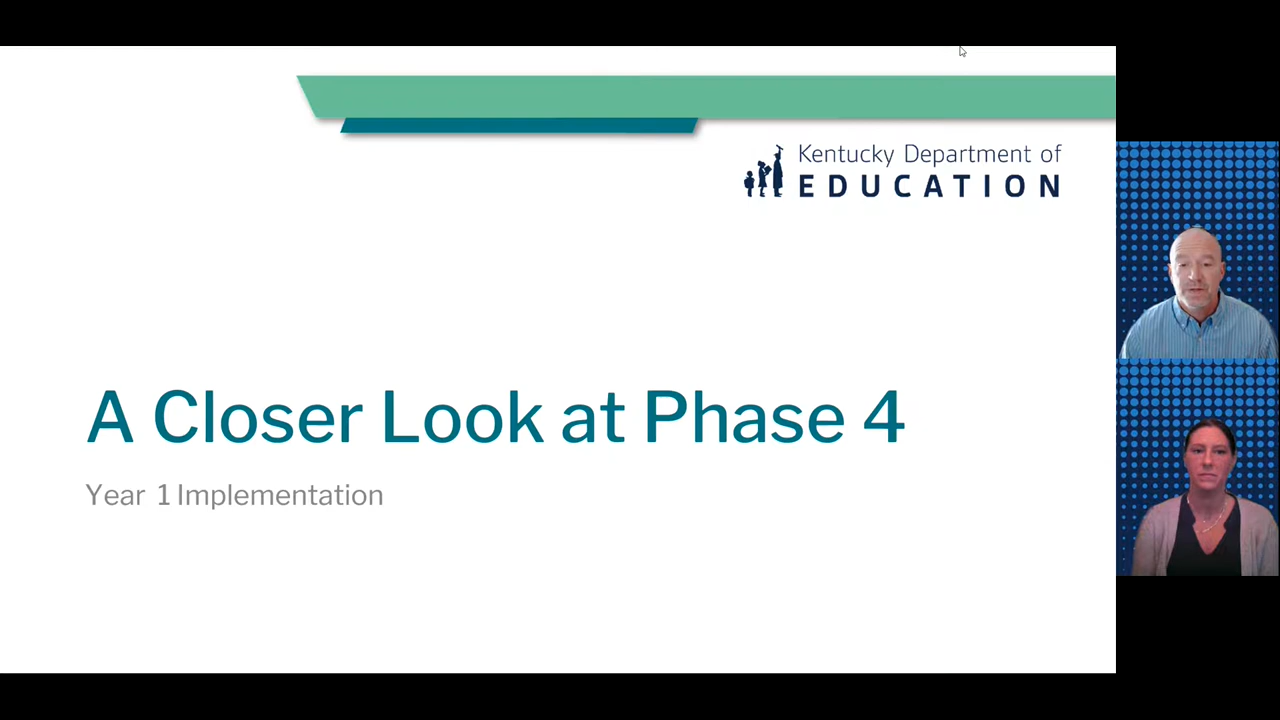 Kentucky Department of
EDUCATION
A Closer Look at Phase 4
Year 1 Implementation